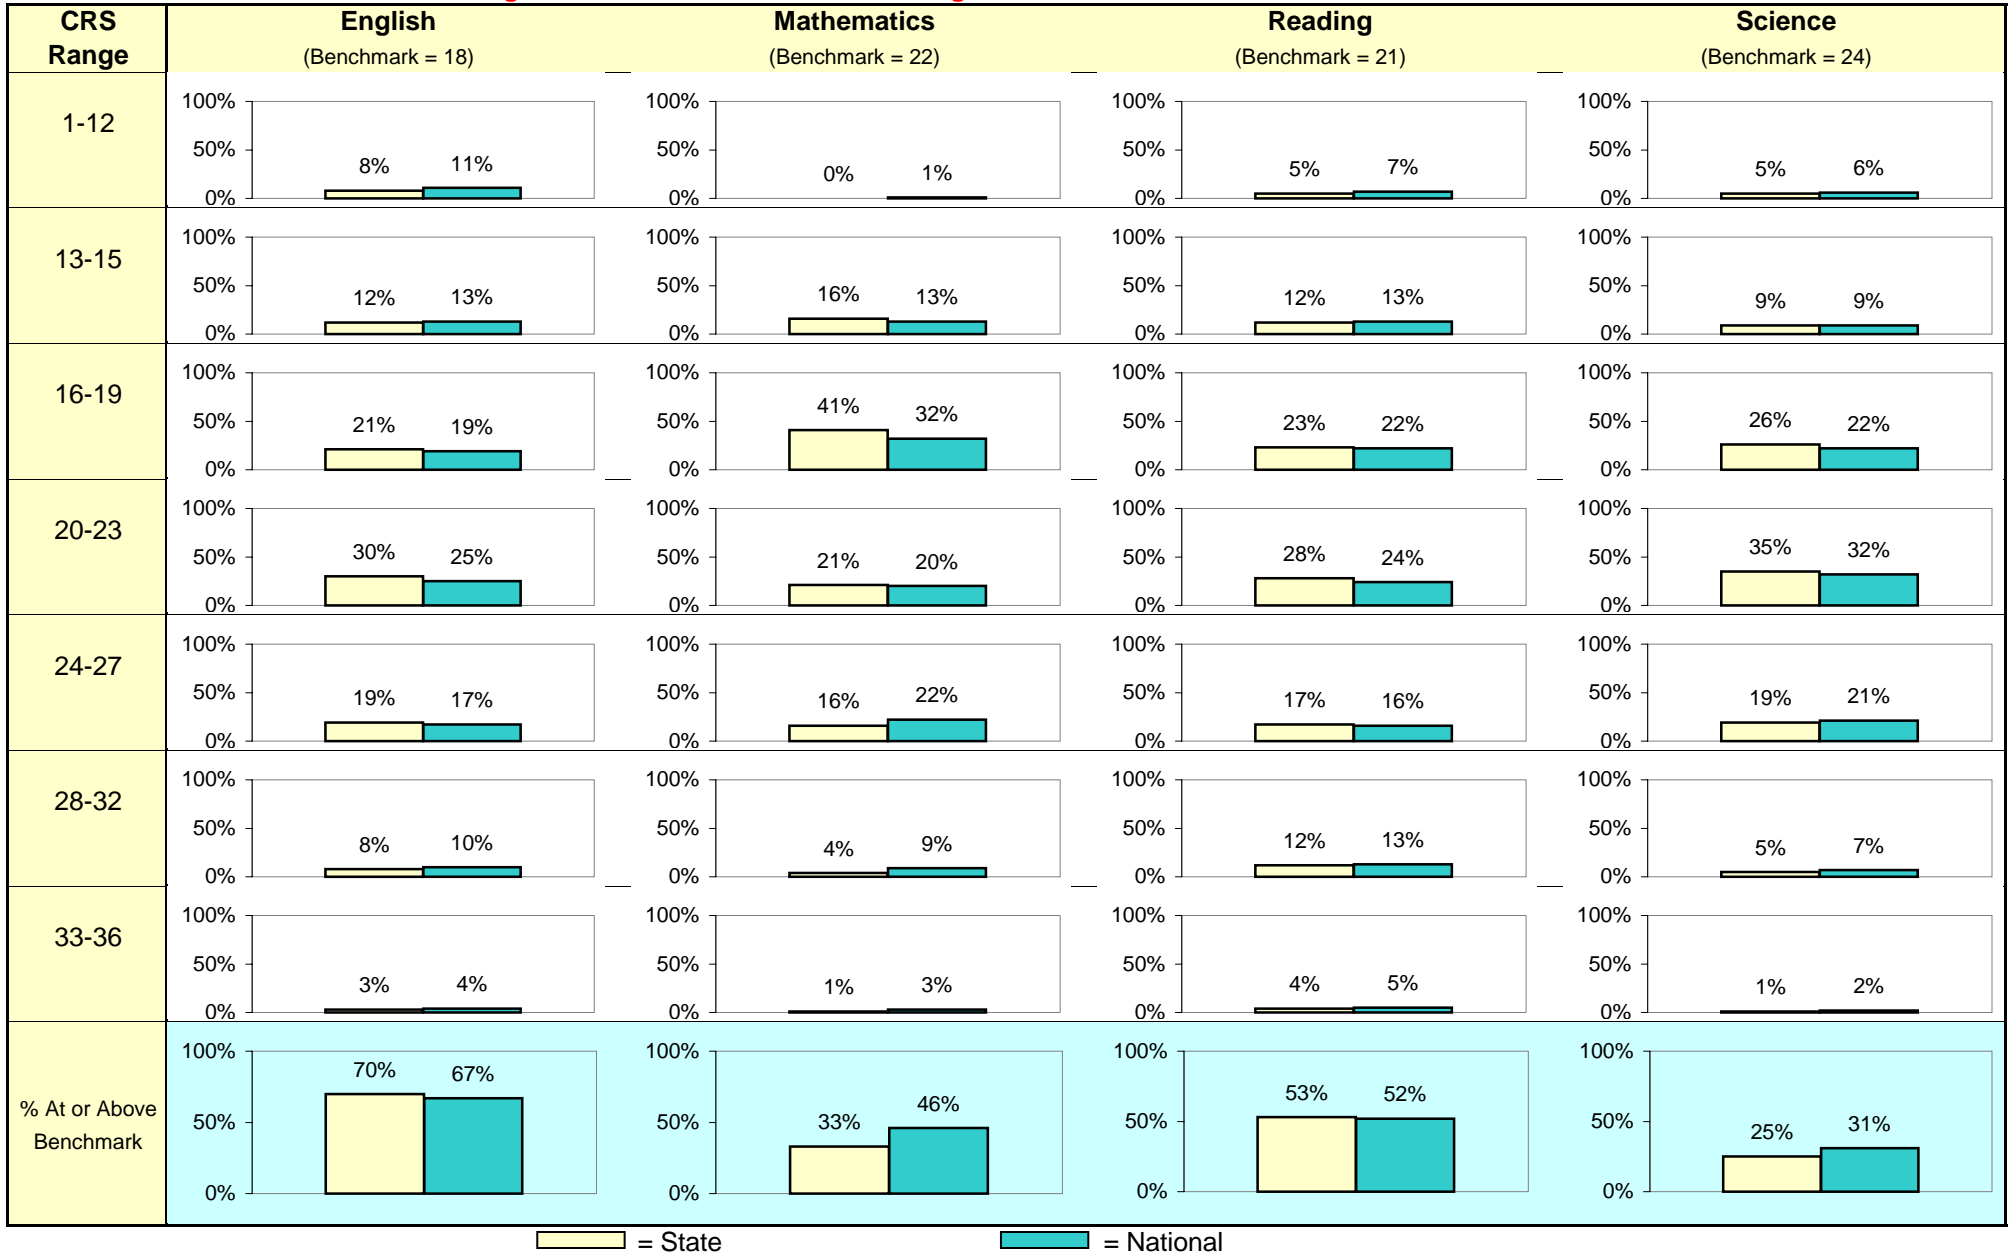 CRS Range English Mathematics Reading Science
(Benchmark = 18) (Benchmark = 22) (Benchmark = 21) (Benchmark = 24)
1-12
100% 50% 0% 8% 11%
100% 50% 0% 0% 1%
100% 50% 0% 5% 7%
100% 50% 0% 5% 6%
13-15
100% 50% 0% 12% 13%
100% 50% 0% 16% 13%
100% 50% 0% 12% 13%
100% 50% 0% 9% 9%
16-19
100% 50% 0% 21% 19%
100% 50% 0% 41% 32%
100% 50% 0% 23% 22%
100% 50% 0% 26% 22%
20-23
100% 50% 0% 30% 25%
100% 50% 0% 21% 20%
100% 50% 0% 28% 24%
100% 50% 0% 35% 32%
24-27
100% 50% 0% 19% 17%
100% 50% 0% 16% 22%
100% 50% 0% 17% 16%
100% 50% 0% 19% 21%
28-32
100% 50% 0% 8% 10%
100% 50% 0% 4% 9%
100% 50% 0% 12% 13%
100% 50% 0% 5% 7%
33-36
100% 50% 0% 3% 4%
100% 50% 0% 1% 3%
100% 50% 0% 4% 5%
100% 50% 0% 1% 2%
% At or Above
Benchmark
100% 50% 0% 70% 67%
100% 50% 0% 33% 46%
100% 50% 0% 53% 52%
100% 50% 0% 25% 31%
= State = National